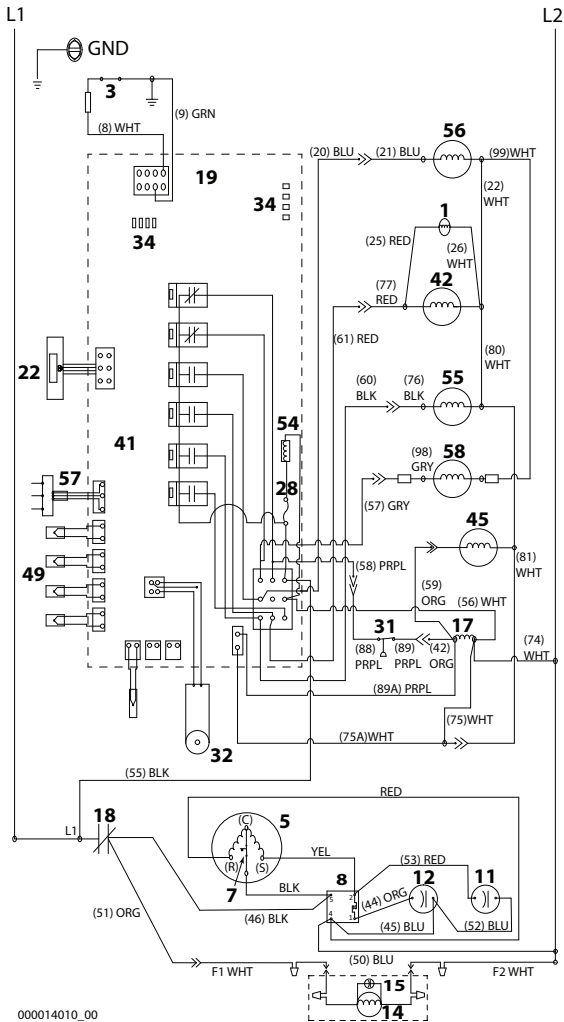 L1
L2
GND
3
(9) GRN
(8) WHT
19
34
34
(20) BLU
(21) BLU
56
(99)WHT
(22)
WHT
1
(25) RED
(26)
WHT
(77)
RED
42
(61) RED
(80)
WHT
22
(60)
BLK
(76)
BLK
55
54
41
58
(98)
GRY
57
28
(57) GRY
45
49
(58) PRPL
(81)
WHT
(59)
ORG
(56) WHT
31
17
(74)
WHT
(88)
PRPL
(89)
PRPL
(42)
ORG
(89A) PRPL
(75)WHT
32
(75A)WHT
(55) BLK
RED
18
L1
5
(C)
(R)
(S)
YEL
7
(53) RED
8
12
11
BLK
5
2
4
1
(44) ORG
(51) ORG
(46) BLK
(45) BLU
(52) BLU
(50) BLU
F1 WHT
F2 WHT
15
14
000014010_00